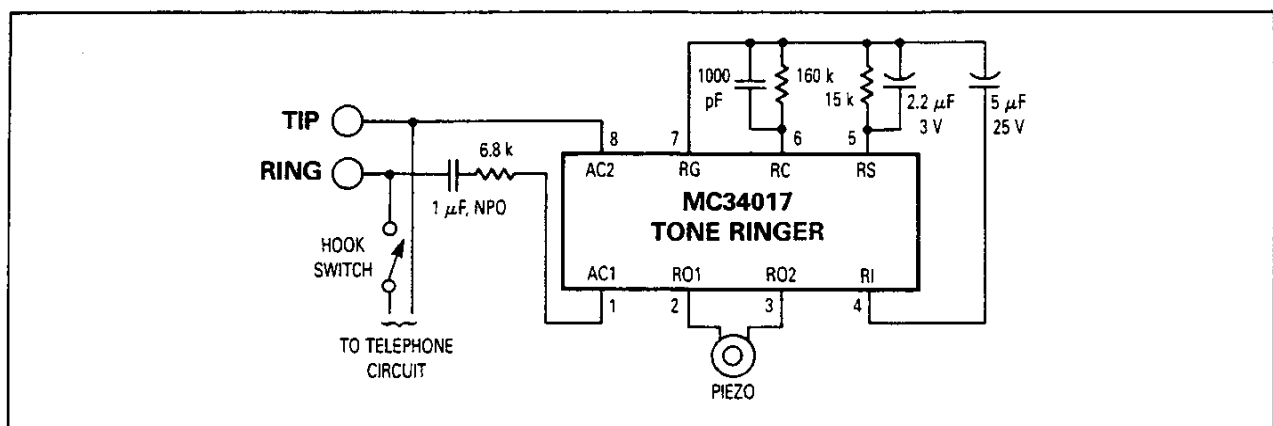 1000
pF
160 k
15 k
2.2 μF
3 V
5 μF
25 V
TIP
8
7
6
5
RING
6.8 k
1 μF, NPO
AC2
RG
RC
RS
MC34017
TONE RINGER
HOOK
SWITCH
AC1
RO1
RO2
RI
1
2
3
4
TO TELEPHONE
CIRCUIT
PIEZO